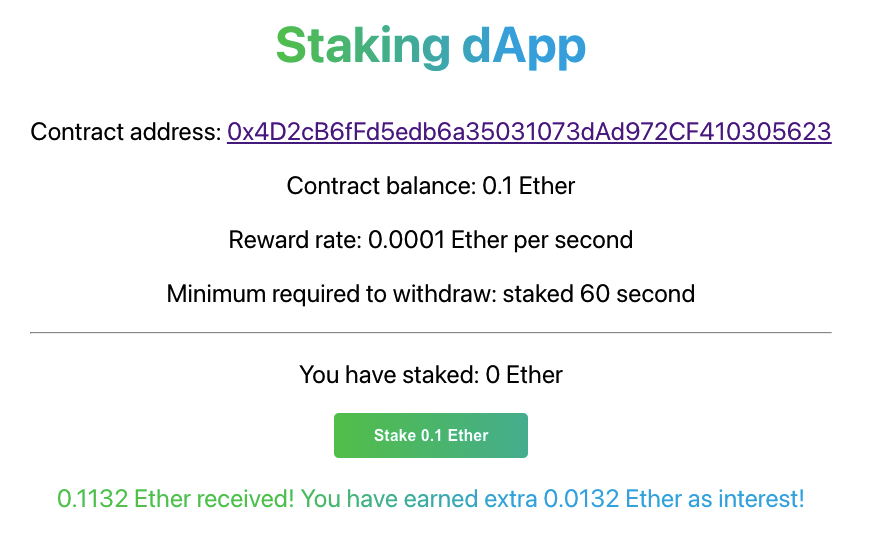 Staking dApp
Contract address: 0x4D2cB6fFd5edb6a35031073dAd972CF410305623
Contract balance: 0.1 Ether
Reward rate: 0.0001 Ether per second
Minimum required to withdraw: staked 60 second
You have staked: 0 Ether
Stake 0.1 Ether
0.1132 Ether received! You have earned extra 0.0132 Ether as interest!